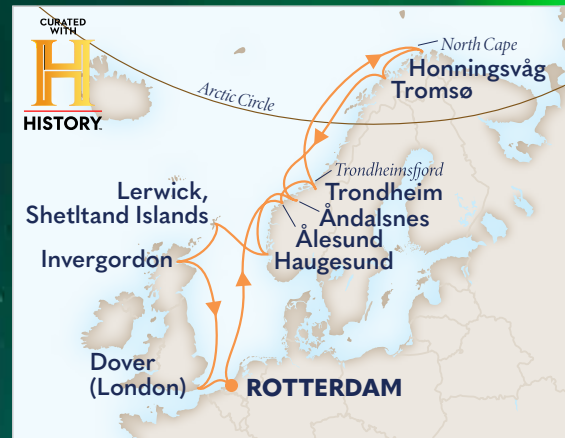 CURATED
WITH
H
HISTORY.
North Cape
Honningsvåg
Tromsø
Arctic Circle
Trondheimsfjord
Trondheim
Åndalsnes
Ålesund
Haugesund
Lerwick,
Shetltand Islands
Invergordon
Dover
(London)
ROTTERDAM